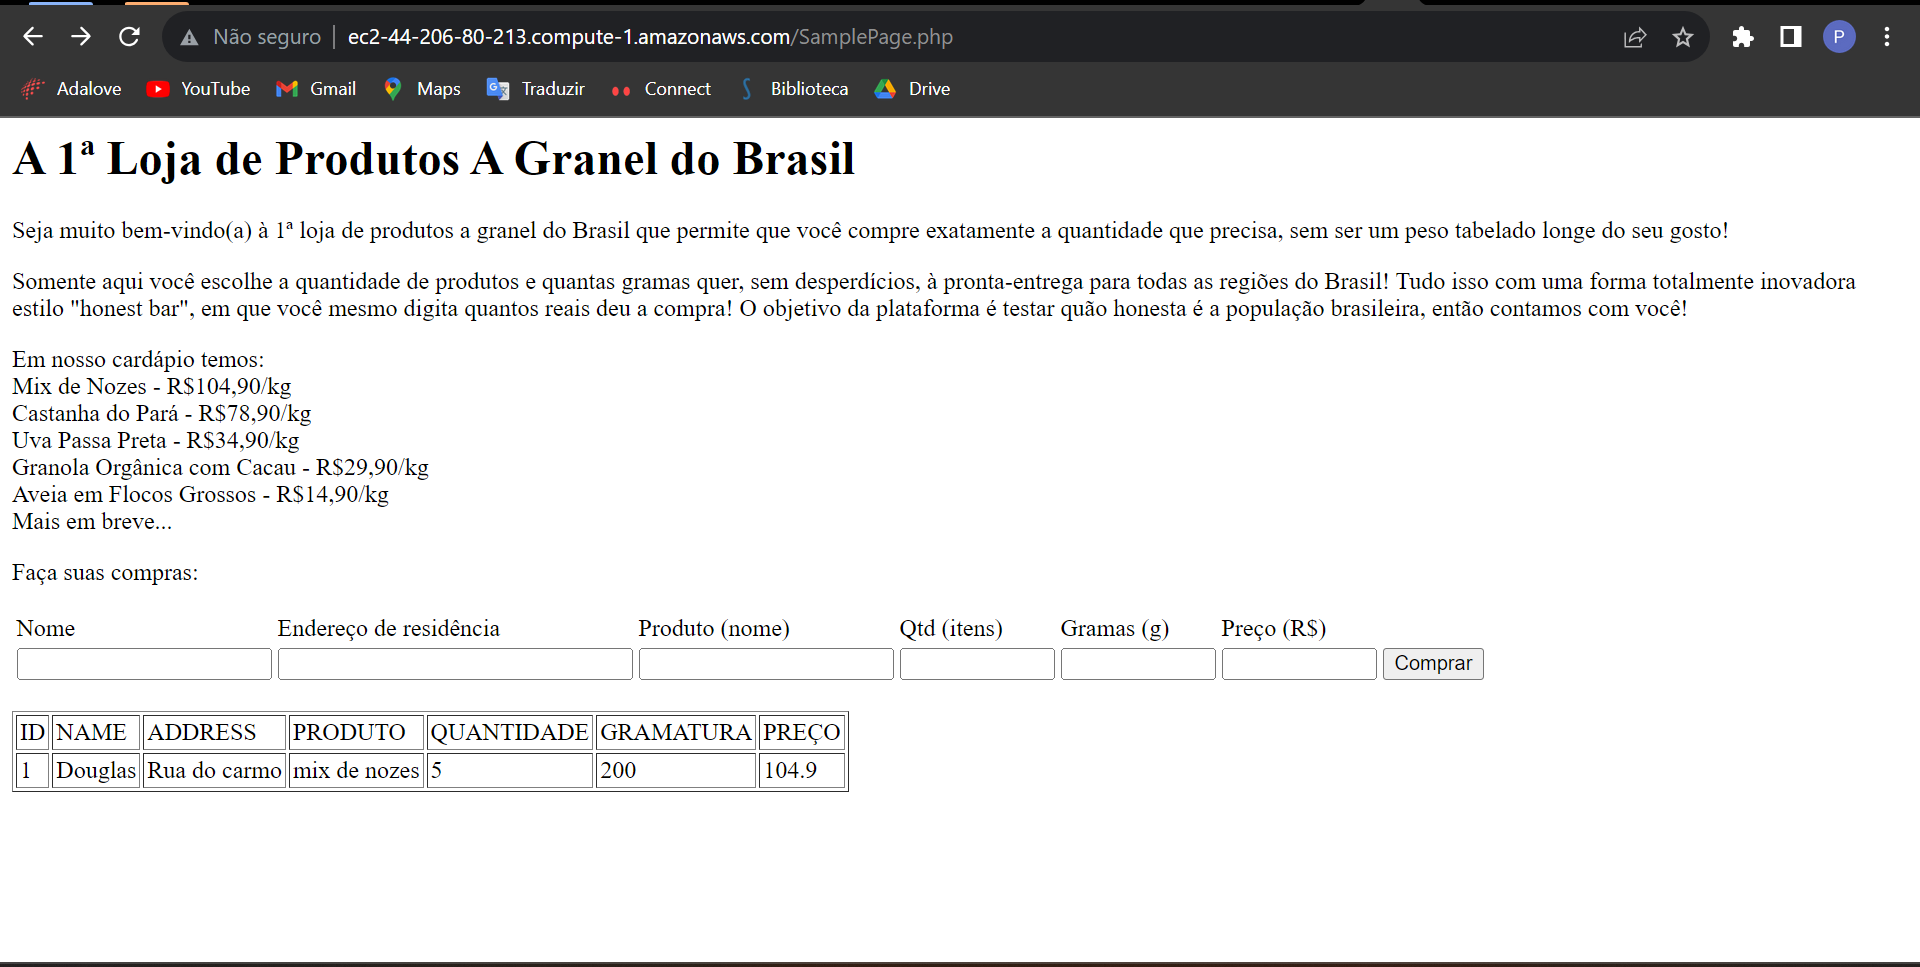 Não seguro ec2-44-206-80-213.compute-1.amazonaws.com/SamplePage.php P
Adalove YouTube Gmail Maps Traduzir Connect Biblioteca Drive
A 1ª Loja de Produtos A Granel do Brasil
Seja muito bem-vindo(a) à 1ª loja de produtos a granel do Brasil que permite que você compre exatamente a quantidade que precisa, sem ser um peso tabelado longe do seu gosto!
Somente aqui você escolhe a quantidade de produtos e quantas gramas quer, sem desperdícios, à pronta-entrega para todas as regiões do Brasil! Tudo isso com uma forma totalmente inovadora
estilo "honest bar", em que você mesmo digita quantos reais deu a compra! O objetivo da plataforma é testar quão honesta é a população brasileira, então contamos com você!
Em nosso cardápio temos:
Mix de Nozes - R$104,90/kg
Castanha do Pará - R$78,90/kg
Uva Passa Preta - R$34,90/kg
Granola Orgânica com Cacau - R$29,90/kg
Aveia em Flocos Grossos - R$14,90/kg
Mais em breve...
Faça suas compras:
Nome Endereço de residência Produto (nome) Qtd (itens) Gramas (g) Preço (R$)
Comprar
ID NAME ADDRESS PRODUTO QUANTIDADE GRAMATURA PREÇO
1 Douglas Rua do carmo mix de nozes 5 200 104.9